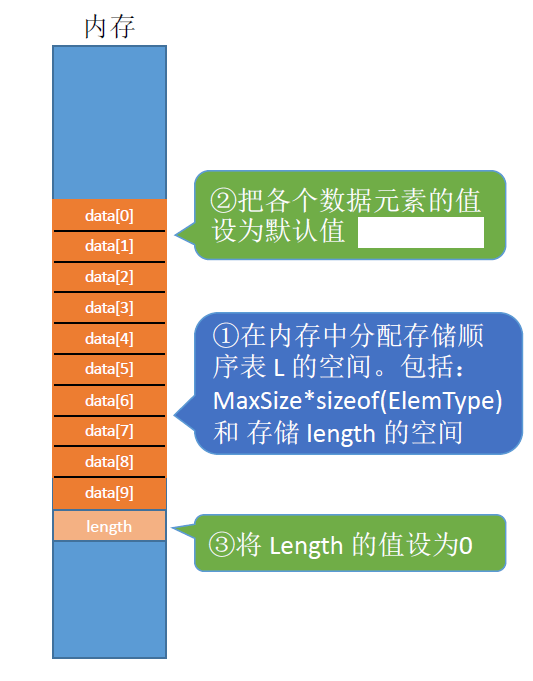 内存
data[0]
data[1]
data[2]
data[3]
data[4]
data[5]
data[6]
data[7]
data[8]
data[9]
length
②把各个数据元素的值
设为默认值
①在内存中分配存储顺
序表 L 的空间。包括：
MaxSize*sizeof(ElemType)
和 存储 length 的空间
③将 Length 的值设为0